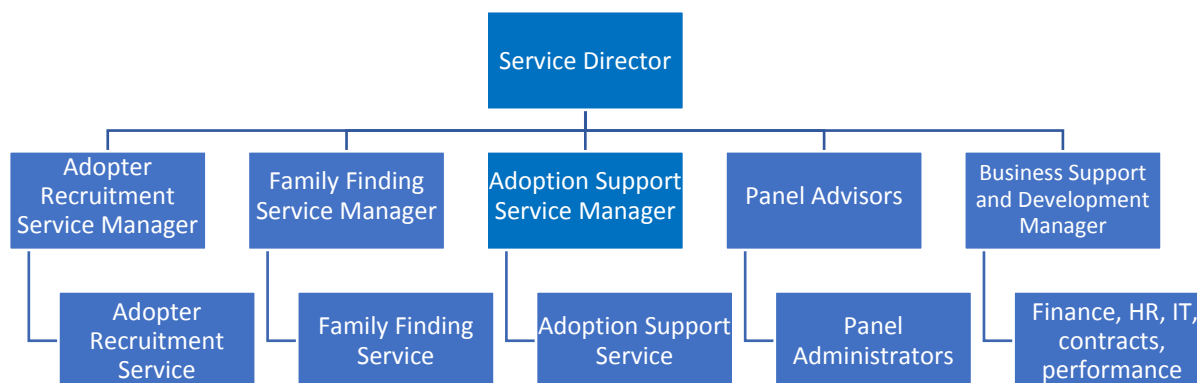 Service Director
Adopter
Recruitment
Service Manager
Family Finding
Service Manager
Adoption Support
Service Manager
Panel Advisors
Business Support
and Development
Manager
Adopter
Recruitment
Service
Family Finding
Service
Adoption Support
Service
Panel
Administrators
Finance, HR, IT,
contracts,
performance